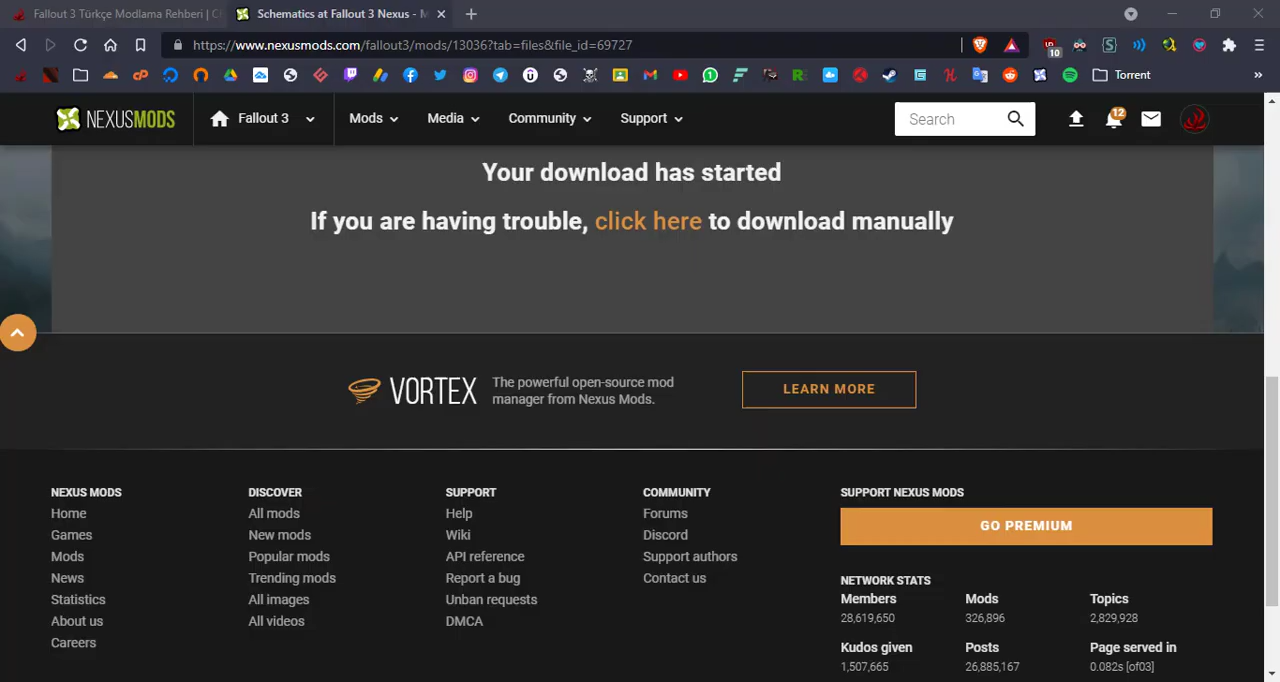 Fallout 3 Türkçe Modlama Rehberi |
Schematics at Fallout 3 Nexus -
https://www.nexusmods.com/fallout3/mods/13036?tab=files&file_id=69727
10
Torrent
NEXUSMODS
Fallout 3
Mods
Media
Community
Support
Search
12
Your download has started
If you are having trouble, click here to download manually
VORTEX
The powerful open-source mod
manager from Nexus Mods.
LEARN MORE
NEXUS MODS
Home
Games
Mods
News
Statistics
About us
Careers
DISCOVER
All mods
New mods
Popular mods
Trending mods
All images
All videos
SUPPORT
Help
Wiki
API reference
Report a bug
Unban requests
DMCA
COMMUNITY
Forums
Discord
Support authors
Contact us
SUPPORT NEXUS MODS
GO PREMIUM
NETWORK STATS
Members Mods Topics
28,619,650 326,896 2,829,928
Kudos given Posts Page served in
1,507,665 26,885,167 0.082s [of03]